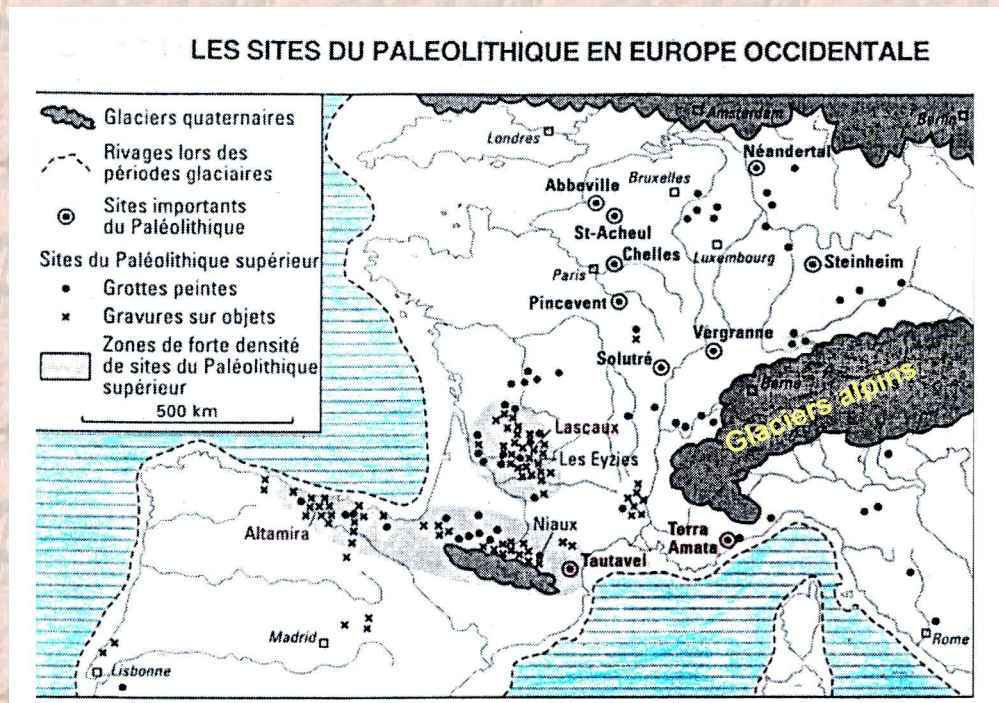 LES SITES DU PALEOLITHIQUE EN EUROPE OCCIDENTALE
Glaciers quaternaires
Rivages lors des
périodes glaciaires
Sites importants
du Paléolithique
Sites du Paléolithique supérieur
Grottes peintes
Gravures sur objets
Zones de forte densité
de sites du Paléolithique
supérieur
500 km
Amsterdam
Berlin
Londres
Néandertal
Bruxelles
Abbeville
St-Acheul
Chelles
Luxembourg
Steinheim
Paris
Pincevent
Vergranne
Solutré
Berne
Glaciers alpins
Lascaux
Les Eyzies
Altamira
Niaux
Terra
Amata
Tautavel
Madrid
Rome
Lisbonne